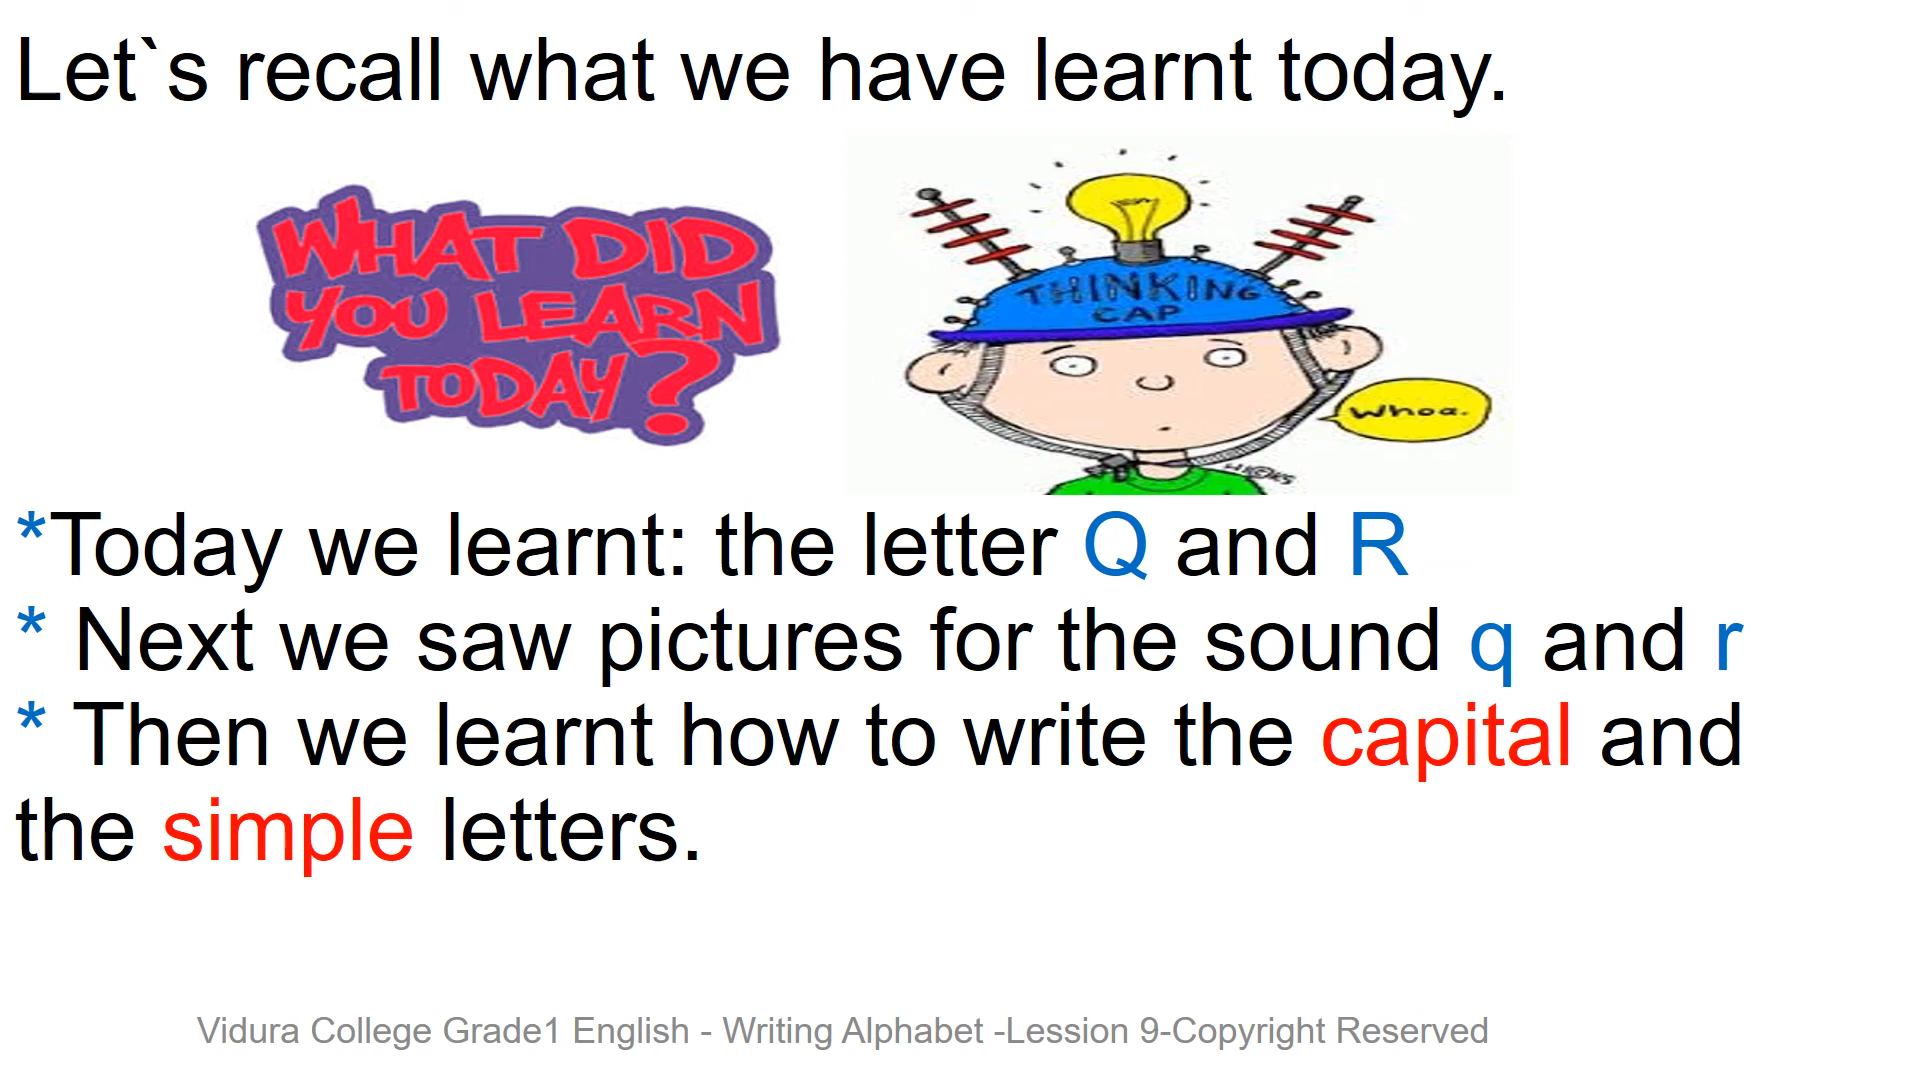 Let`s recall what we have learnt today.
WHAT DID
YOU LEARN
TODAY?
THINKING
CAP
Whoa.
WICKS
*Today we learnt: the letter Q and R
* Next we saw pictures for the sound q and r
* Then we learnt how to write the capital and
the simple letters.
Vidura College Grade1 English - Writing Alphabet -Lession 9-Copyright Reserved